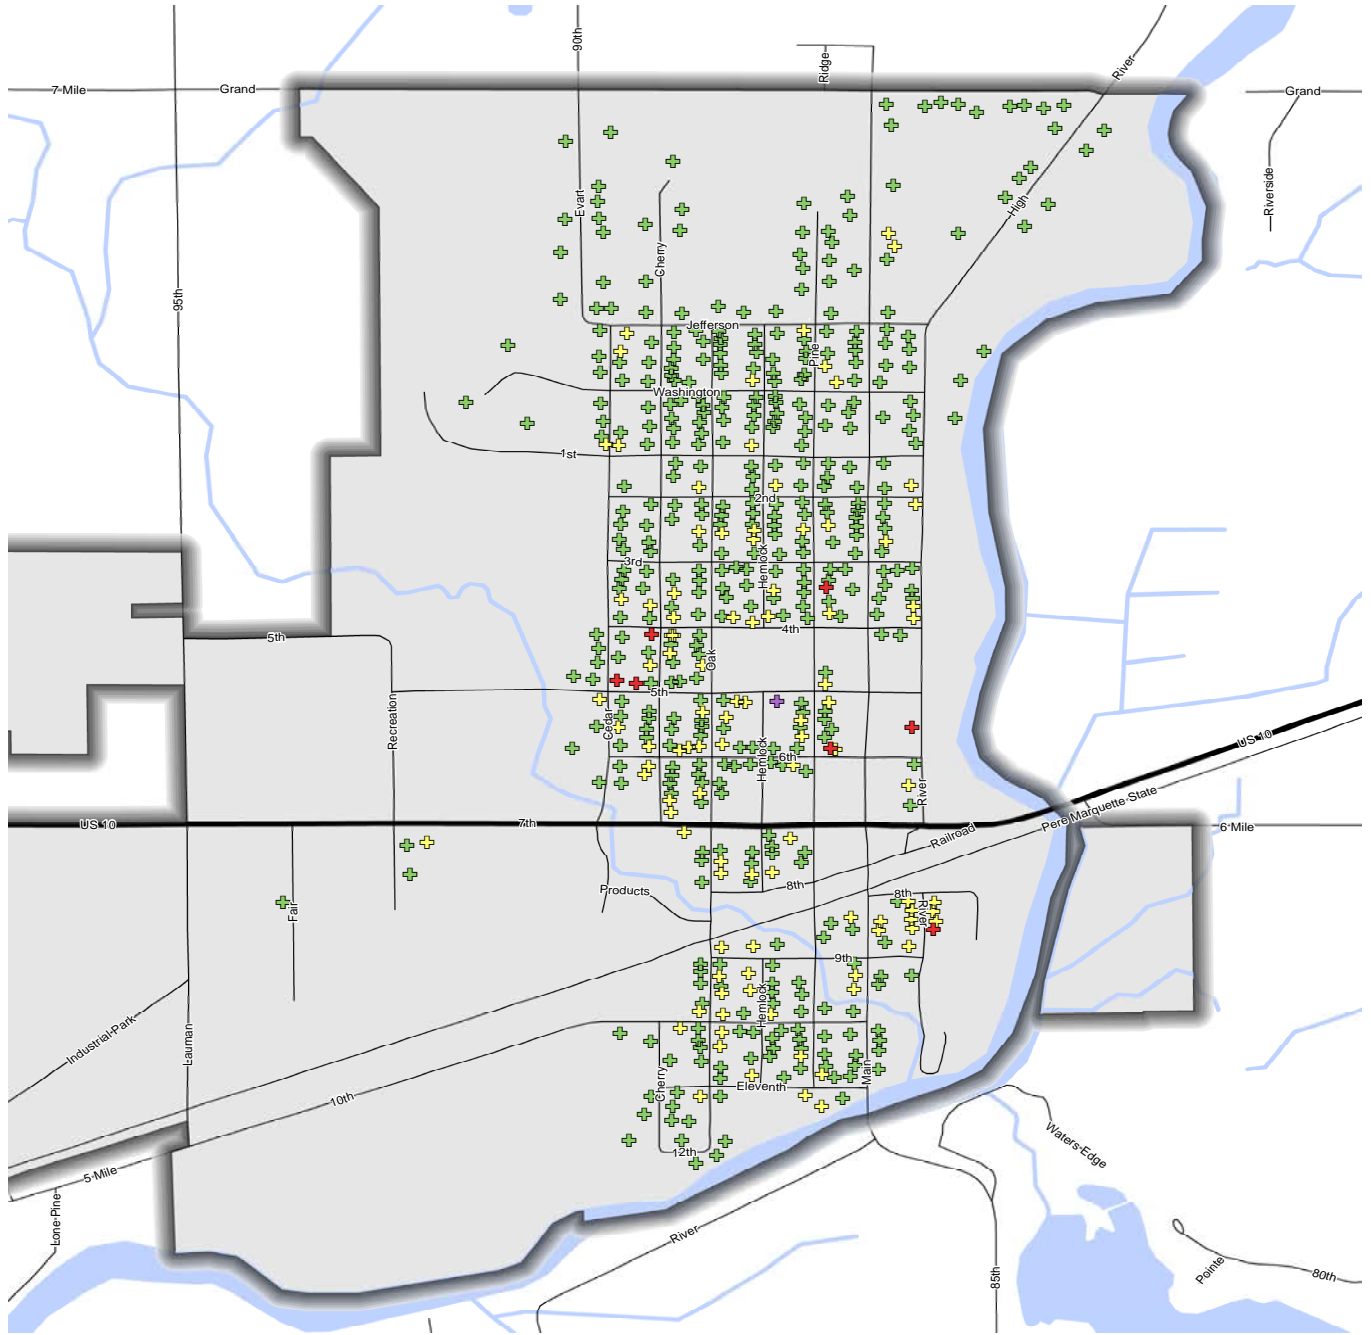 90th
Ridge
River
7 Mile
Grand
Grand
Evart
Riverside
High
Cherry
95th
Jefferson
Pine
Washington
1st
2nd
Hemlock
3rd
4th
5th
Oak
5th
Recreation
Cedar
Hemlock
6th
US 10
River
Pere Marquette State
US 10
7th
6 Mile
Railroad
Products
8th
8th
Fair
River
9th
Hemlock
Industrial Park
Lauman
Cherry
Main
Eleventh
10th
Waters Edge
12th
5 Mile
Lone Pine
River
85th
Pointe
80th